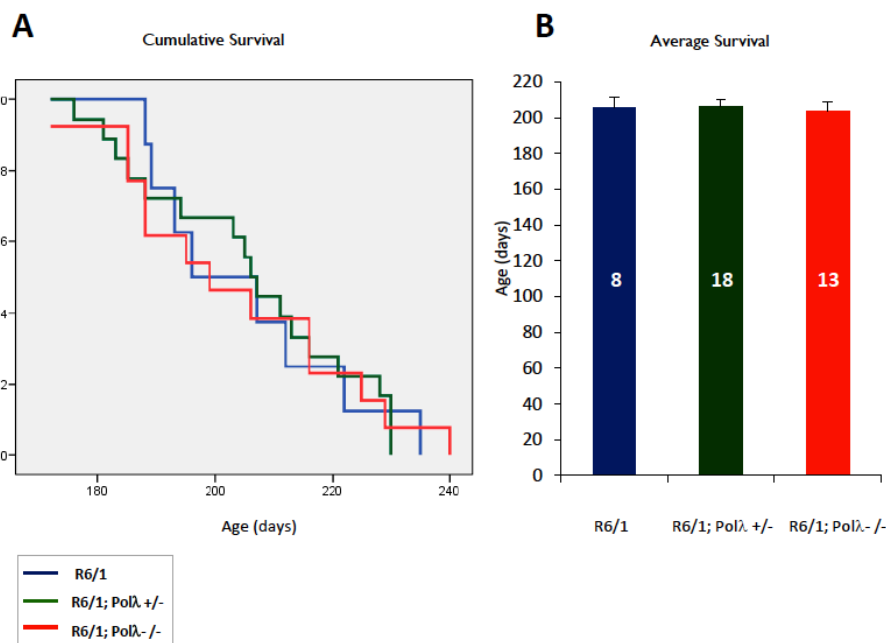 A
Cumulative Survival
0
8
6
4
2
0
180
200
220
240
Age (days)
R6/1
R6/1; Polλ +/-
R6/1; Polλ- /-
B
Average Survival
220
200
180
160
140
120
100
80
60
40
20
0
Age (days)
8
18
13
R6/1
R6/1; Polλ +/-
R6/1; Polλ- /-